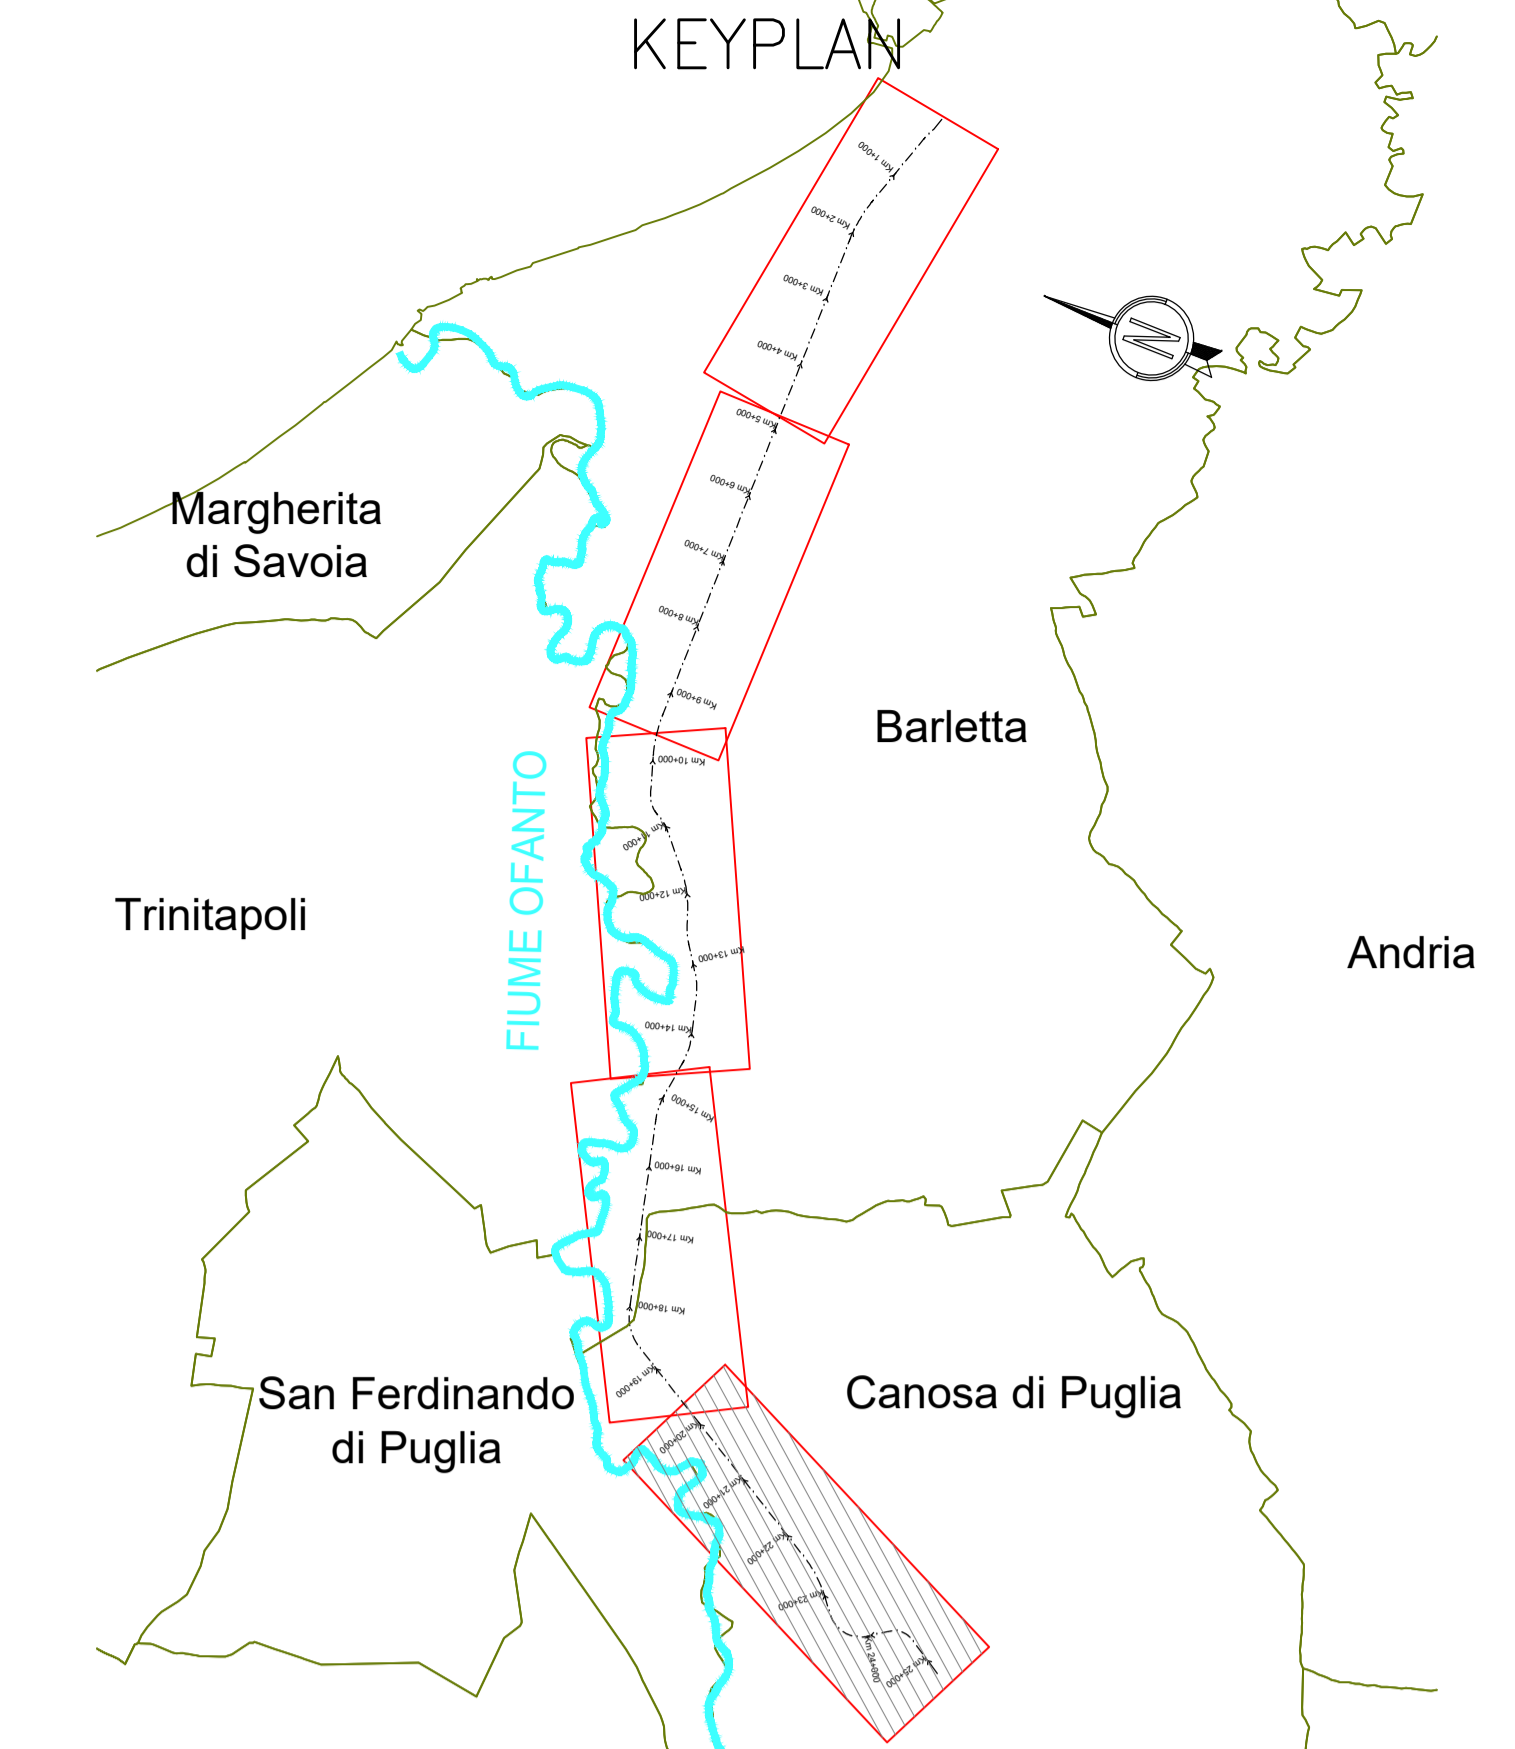 KEYPLAN
Km 1+000
Km 2+000
Km 3+000
N
Km 4+000
Km 5+000
Km 6+000
Margherita
di Savoia
Km 7+000
Km 8+000
Km 9+000
Barletta
Km 10+000
FIUME OFANTO
Km 11+000
Km 12+000
Trinitapoli
Km 13+000
Andria
Km 14+000
Km 15+000
Km 16+000
Km 17+000
Km 18+000
Km 19+000
San Ferdinando
di Puglia
Canosa di Puglia
Km 20+000
Km 21+000
Km 22+000
Km 23+000
Km 24+000
Km 25+000